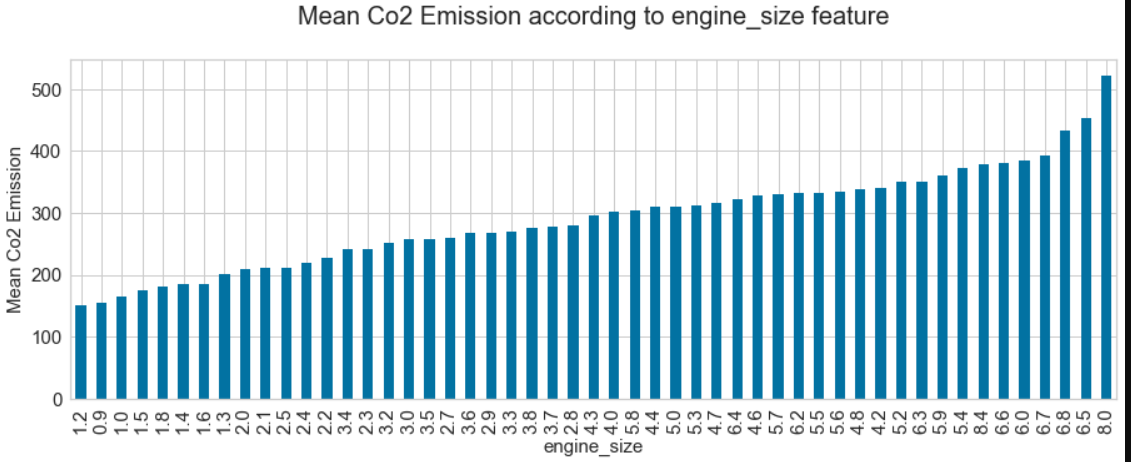 Mean Co2 Emission according to engine_size feature
Mean Co2 Emission
500
400
300
200
100
0
1.2 0.9 1.0 1.5 1.8 1.4 1.6 1.3 2.0 2.1 2.5 2.4 2.2 3.4 2.3 3.2 3.0 3.5 2.7 3.6 2.9 3.3 3.8 3.7 2.8 4.3 4.0 5.8 4.4 5.0 5.3 4.7 6.4 4.6 5.7 6.2 5.5 5.6 4.8 4.2 5.2 6.3 5.9 5.4 8.4 6.6 6.0 6.7 6.8 6.5 8.0
engine_size